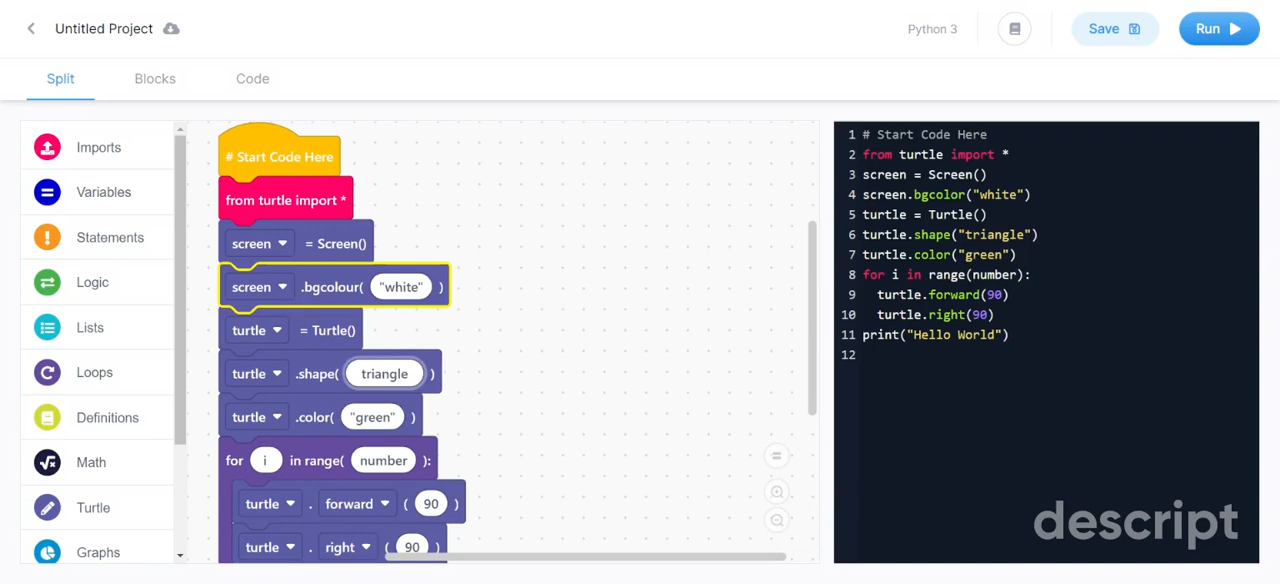 Untitled Project
Python 3
Save
Run
Split
Blocks
Code
Imports
Variables
Statements
Logic
Lists
Loops
Definitions
Math
Turtle
Graphs
# Start Code Here
from turtle import *
screen = Screen()
screen .bgcolour( "white" )
turtle = Turtle()
turtle .shape( triangle )
turtle .color( "green" )
for i in range( number ):
turtle . forward ( 90 )
turtle . right ( 90 )
1 # Start Code Here
2 from turtle import *
3 screen = Screen()
4 screen.bgcolor("white")
5 turtle = Turtle()
6 turtle.shape("triangle")
7 turtle.color("green")
8 for i in range(number):
9 turtle.forward(90)
10 turtle.right(90)
11 print("Hello World")
12
descript